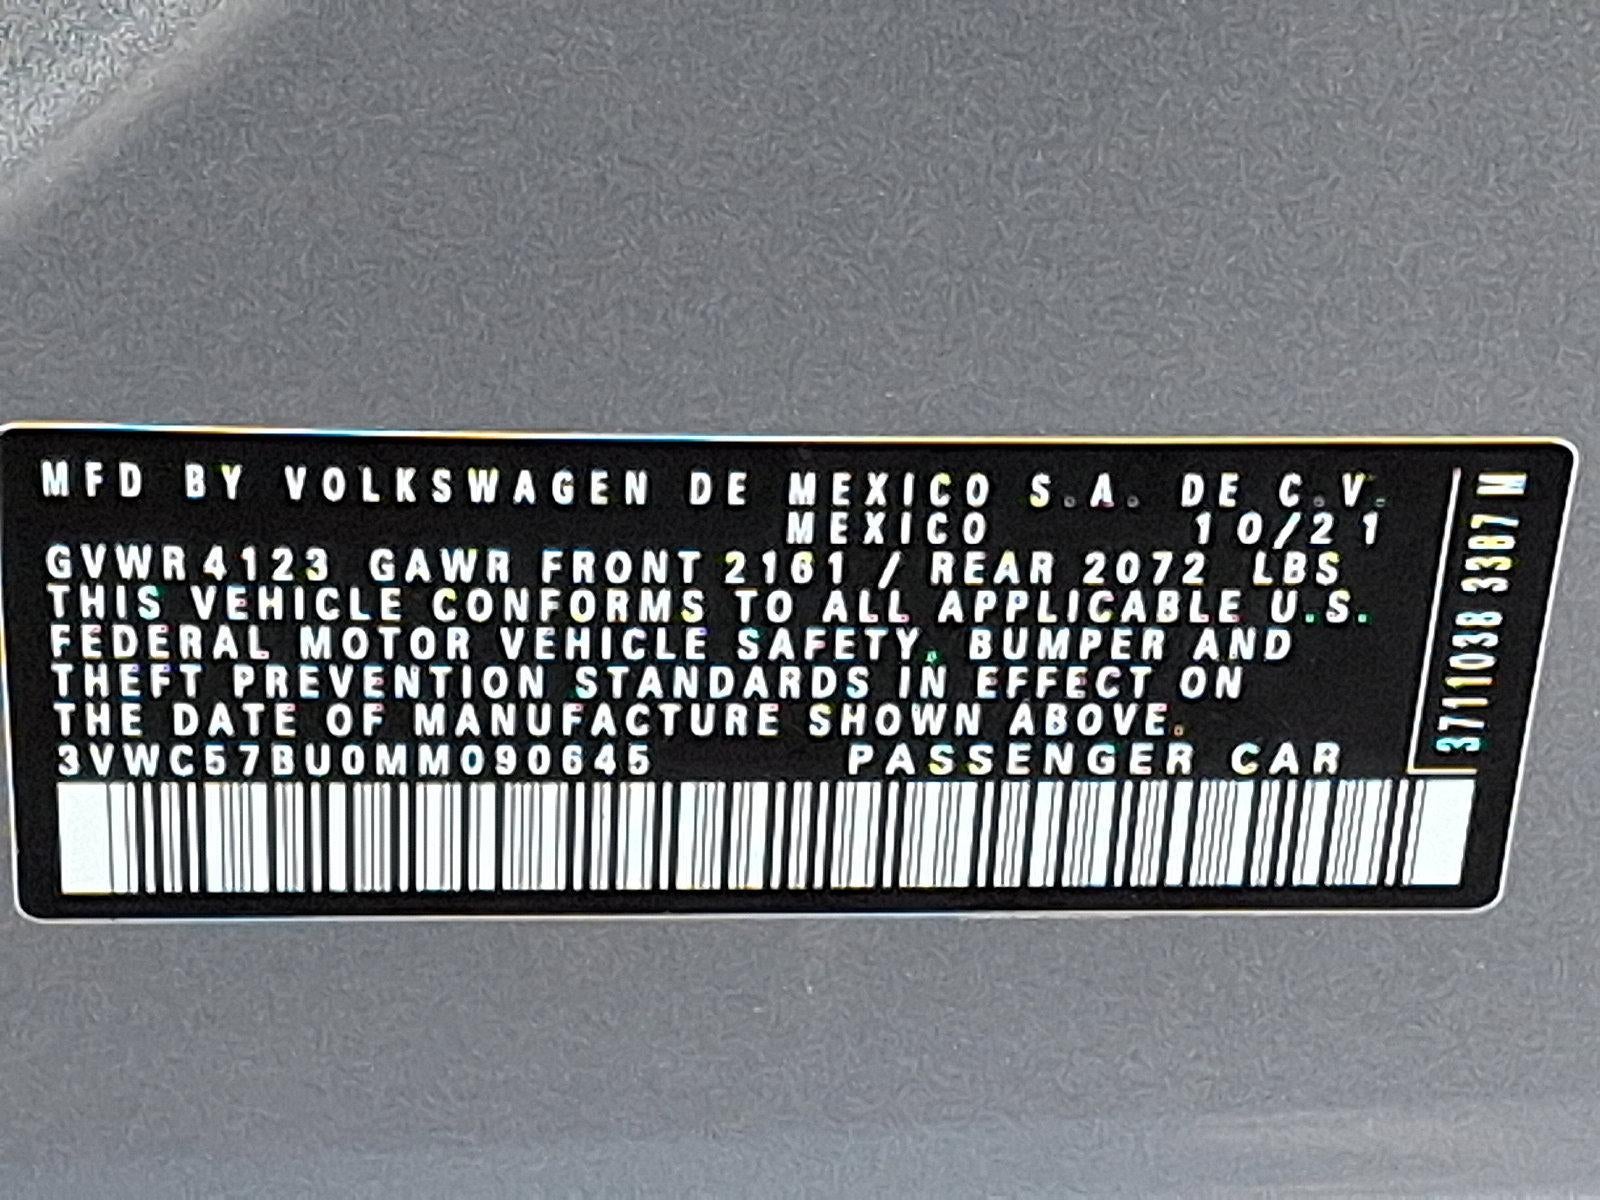 MFD BY VOLKSWAGEN DE MEXICO S.A. DE C.V.
MEXICO 10/21
GVWR 4123 GAWR FRONT 2161 / REAR 2072 LBS
THIS VEHICLE CONFORMS TO ALL APPLICABLE U.S.
FEDERAL MOTOR VEHICLE SAFETY, BUMPER AND
THEFT PREVENTION STANDARDS IN EFFECT ON
THE DATE OF MANUFACTURE SHOWN ABOVE.
3VWC57BU0MM090645 PASSENGER CAR
3711038 3387 M